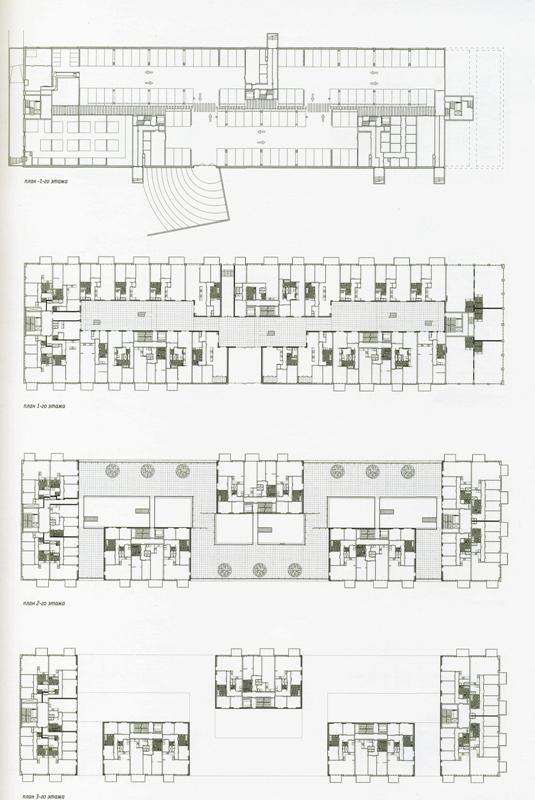 план -1-го этажа
план 1-го этажа
план 2-го этажа
план 3-го этажа